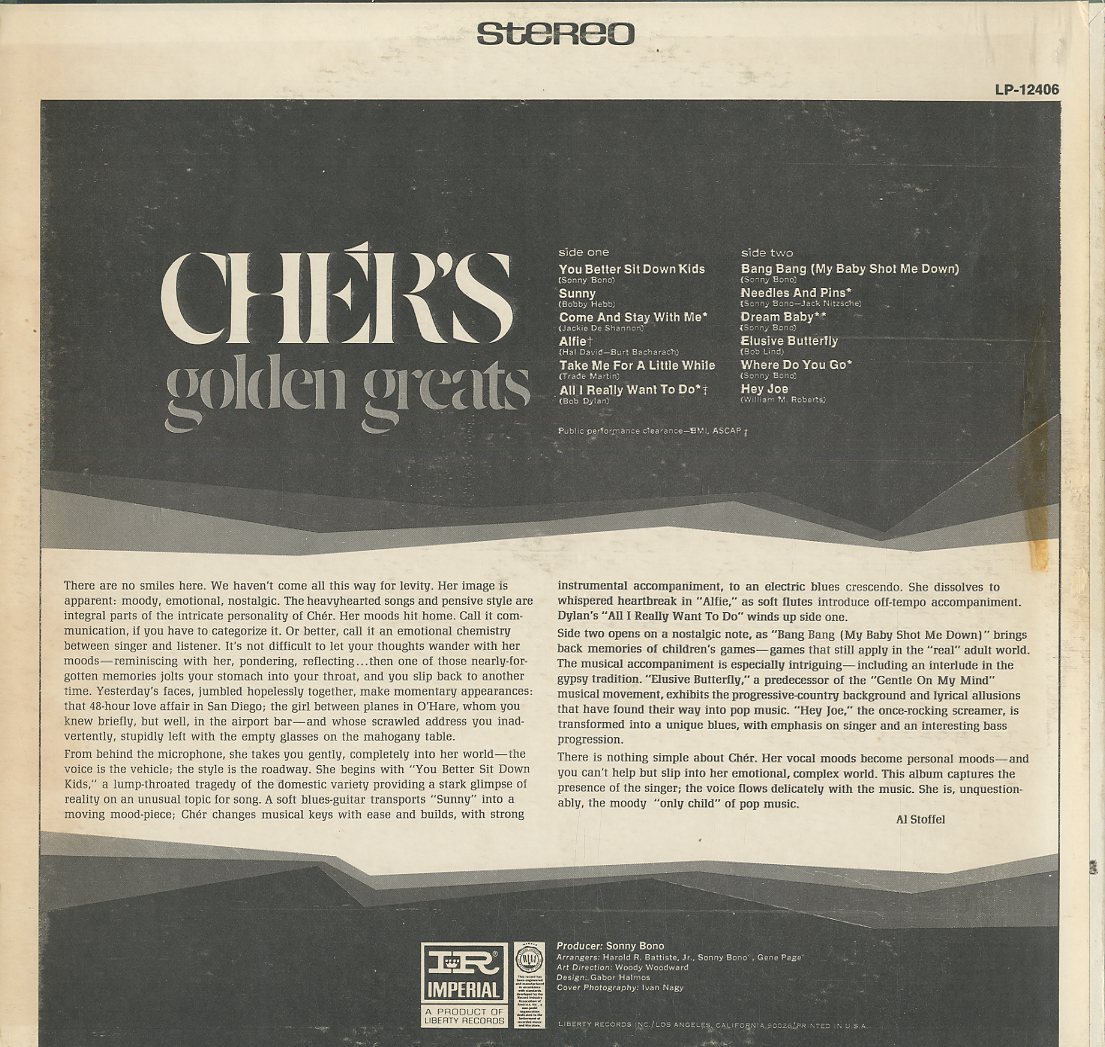 STEREO
LP-12406
CHÉR'S
golden greats
side one
You Better Sit Down Kids
(Sonny Bono)
Sunny
(Bobby Hebb)
Come And Stay With Me*
(Jackie De Shannon)
Alfie†
(Hal David—Burt Bacharach)
Take Me For A Little While
(Trade Martin)
All I Really Want To Do*‡
(Bob Dylan)
side two
Bang Bang (My Baby Shot Me Down)
(Sonny Bono)
Needles And Pins*
(Sonny Bono—Jack Nitzsche)
Dream Baby**
(Sonny Bono)
Elusive Butterfly
(Bob Lind)
Where Do You Go*
(Sonny Bono)
Hey Joe
(William M. Roberts)
Public performance clearance—BMI, ASCAP ‡
There are no smiles here. We haven't come all this way for levity. Her image is
apparent: moody, emotional, nostalgic. The heavyhearted songs and pensive style are
integral parts of the intricate personality of Chér. Her moods hit home. Call it com-
munication, if you have to categorize it. Or better, call it an emotional chemistry
between singer and listener. It's not difficult to let your thoughts wander with her
moods—reminiscing with her, pondering, reflecting...then one of those nearly-for-
gotten memories jolts your stomach into your throat, and you slip back to another
time. Yesterday's faces, jumbled hopelessly together, make momentary appearances:
that 48-hour love affair in San Diego; the girl between planes in O'Hare, whom you
knew briefly, but well, in the airport bar—and whose scrawled address you inad-
vertently, stupidly left with the empty glasses on the mahogany table.
From behind the microphone, she takes you gently, completely into her world—the
voice is the vehicle; the style is the roadway. She begins with "You Better Sit Down
Kids," a lump-throated tragedy of the domestic variety providing a stark glimpse of
reality on an unusual topic for song. A soft blues-guitar transports "Sunny" into a
moving mood-piece; Chér changes musical keys with ease and builds, with strong
instrumental accompaniment, to an electric blues crescendo. She dissolves to
whispered heartbreak in "Alfie," as soft flutes introduce off-tempo accompaniment.
Dylan's "All I Really Want To Do" winds up side one.
Side two opens on a nostalgic note, as "Bang Bang (My Baby Shot Me Down)" brings
back memories of children's games—games that still apply in the "real" adult world.
The musical accompaniment is especially intriguing—including an interlude in the
gypsy tradition. "Elusive Butterfly," a predecessor of the "Gentle On My Mind"
musical movement, exhibits the progressive-country background and lyrical allusions
that have found their way into pop music. "Hey Joe," the once-rocking screamer, is
transformed into a unique blues, with emphasis on singer and an interesting bass
progression.
There is nothing simple about Chér. Her vocal moods become personal moods—and
you can't help but slip into her emotional, complex world. This album captures the
presence of the singer; the voice flows delicately with the music. She is, unquestion-
ably, the moody "only child" of pop music.
Al Stoffel
IR®
IMPERIAL
A PRODUCT OF
LIBERTY RECORDS
Producer: Sonny Bono
Arrangers: Harold R. Battiste, Jr., Sonny Bono*, Gene Page*
Art Direction: Woody Woodward
Design: Gabor Halmos
Cover Photography: Ivan Nagy
LIBERTY RECORDS INC./LOS ANGELES, CALIFORNIA 90028/PRINTED IN U.S.A.